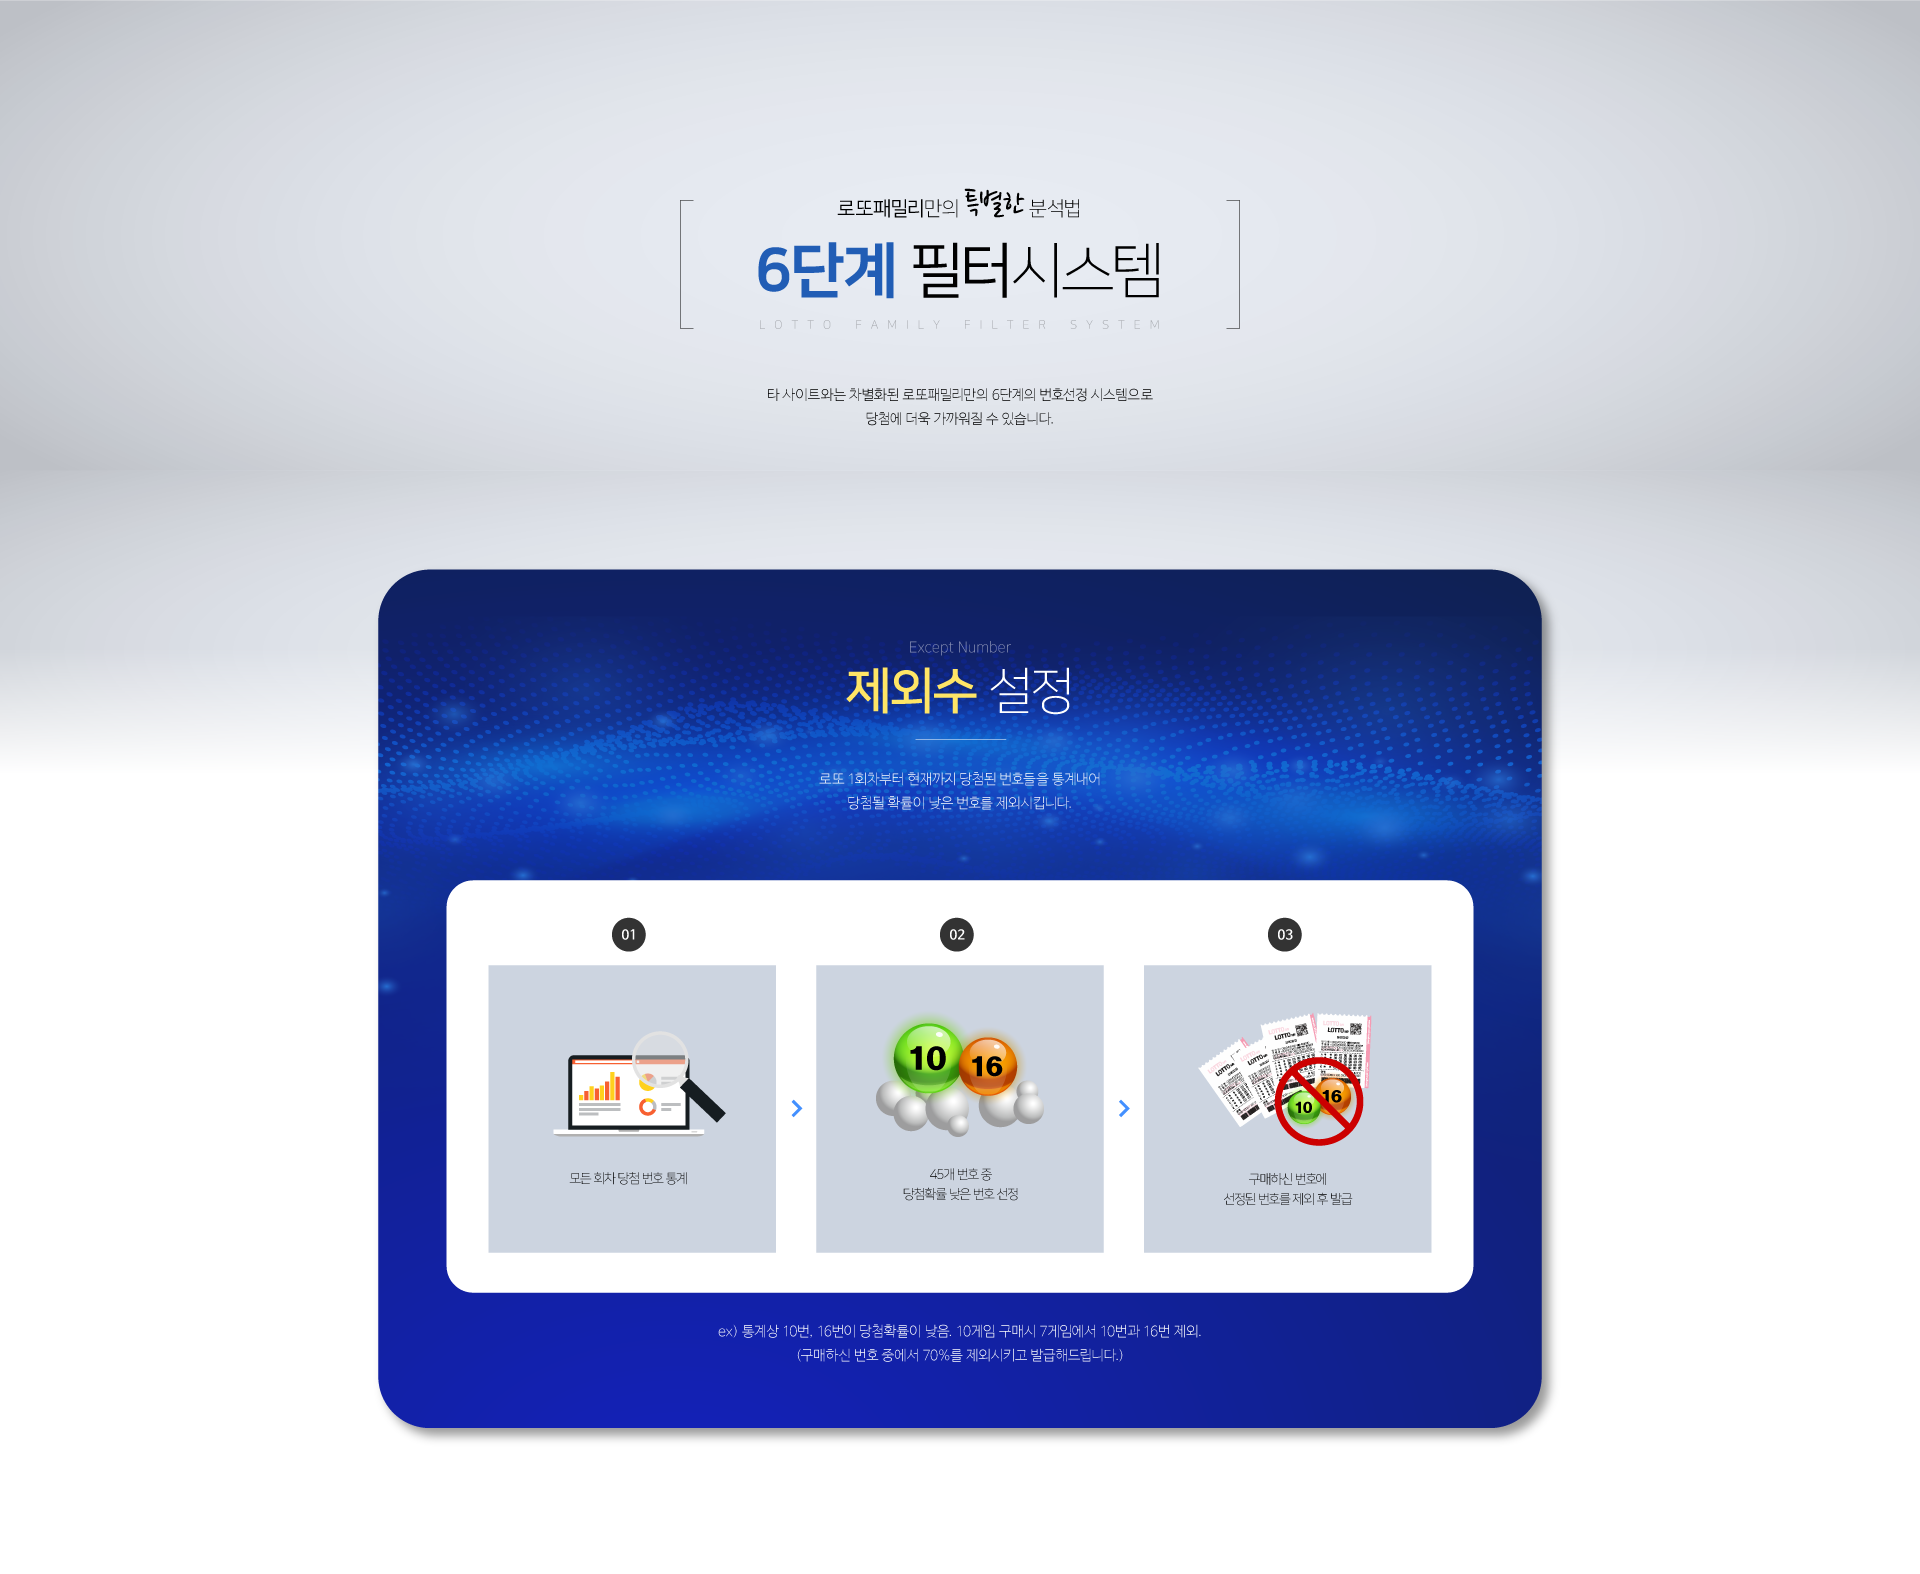 로또패밀리만의 특별한 분석법
6단계 필터시스템
LOTTO FAMILY FILTER SYSTEM
타 사이트와는 차별화된 로또패밀리만의 6단계의 번호선정 시스템으로
당첨에 더욱 가까워질 수 있습니다.
Except Number
제외수 설정
로또 1회차부터 현재까지 당첨된 번호들을 통계내어
당첨될 확률이 낮은 번호를 제외시킵니다.
01
모든 회차 당첨 번호 통계
02
10 16
45개 번호 중
당첨확률 낮은 번호 선정
03
LOTTO LOTTO LOTTO LOTTO
10 16
구매하신 번호에
선정된 번호를 제외 후 발급
ex) 통계상 10번, 16번이 당첨확률이 낮음. 10게임 구매시 7게임에서 10번과 16번 제외.
(구매하신 번호 중에서 70%를 제외시키고 발급해드립니다.)